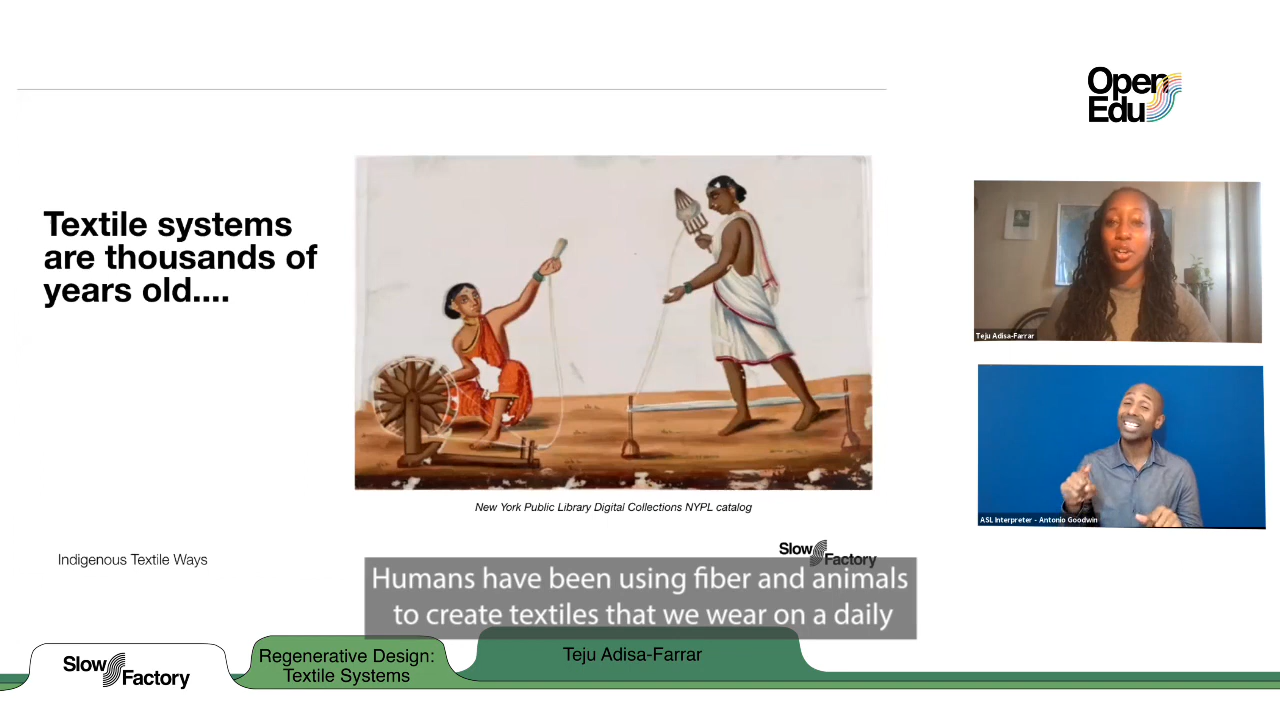 Open
Edu
Textile systems
are thousands of
years old....
Teju Adisa-Farrar
New York Public Library Digital Collections NYPL catalog
ASL Interpreter - Antonio Goodwin
Indigenous Textile Ways
Slow
Factory
Humans have been using fiber and animals
to create textiles that we wear on a daily
Slow
Factory
Regenerative Design:
Textile Systems
Teju Adisa-Farrar